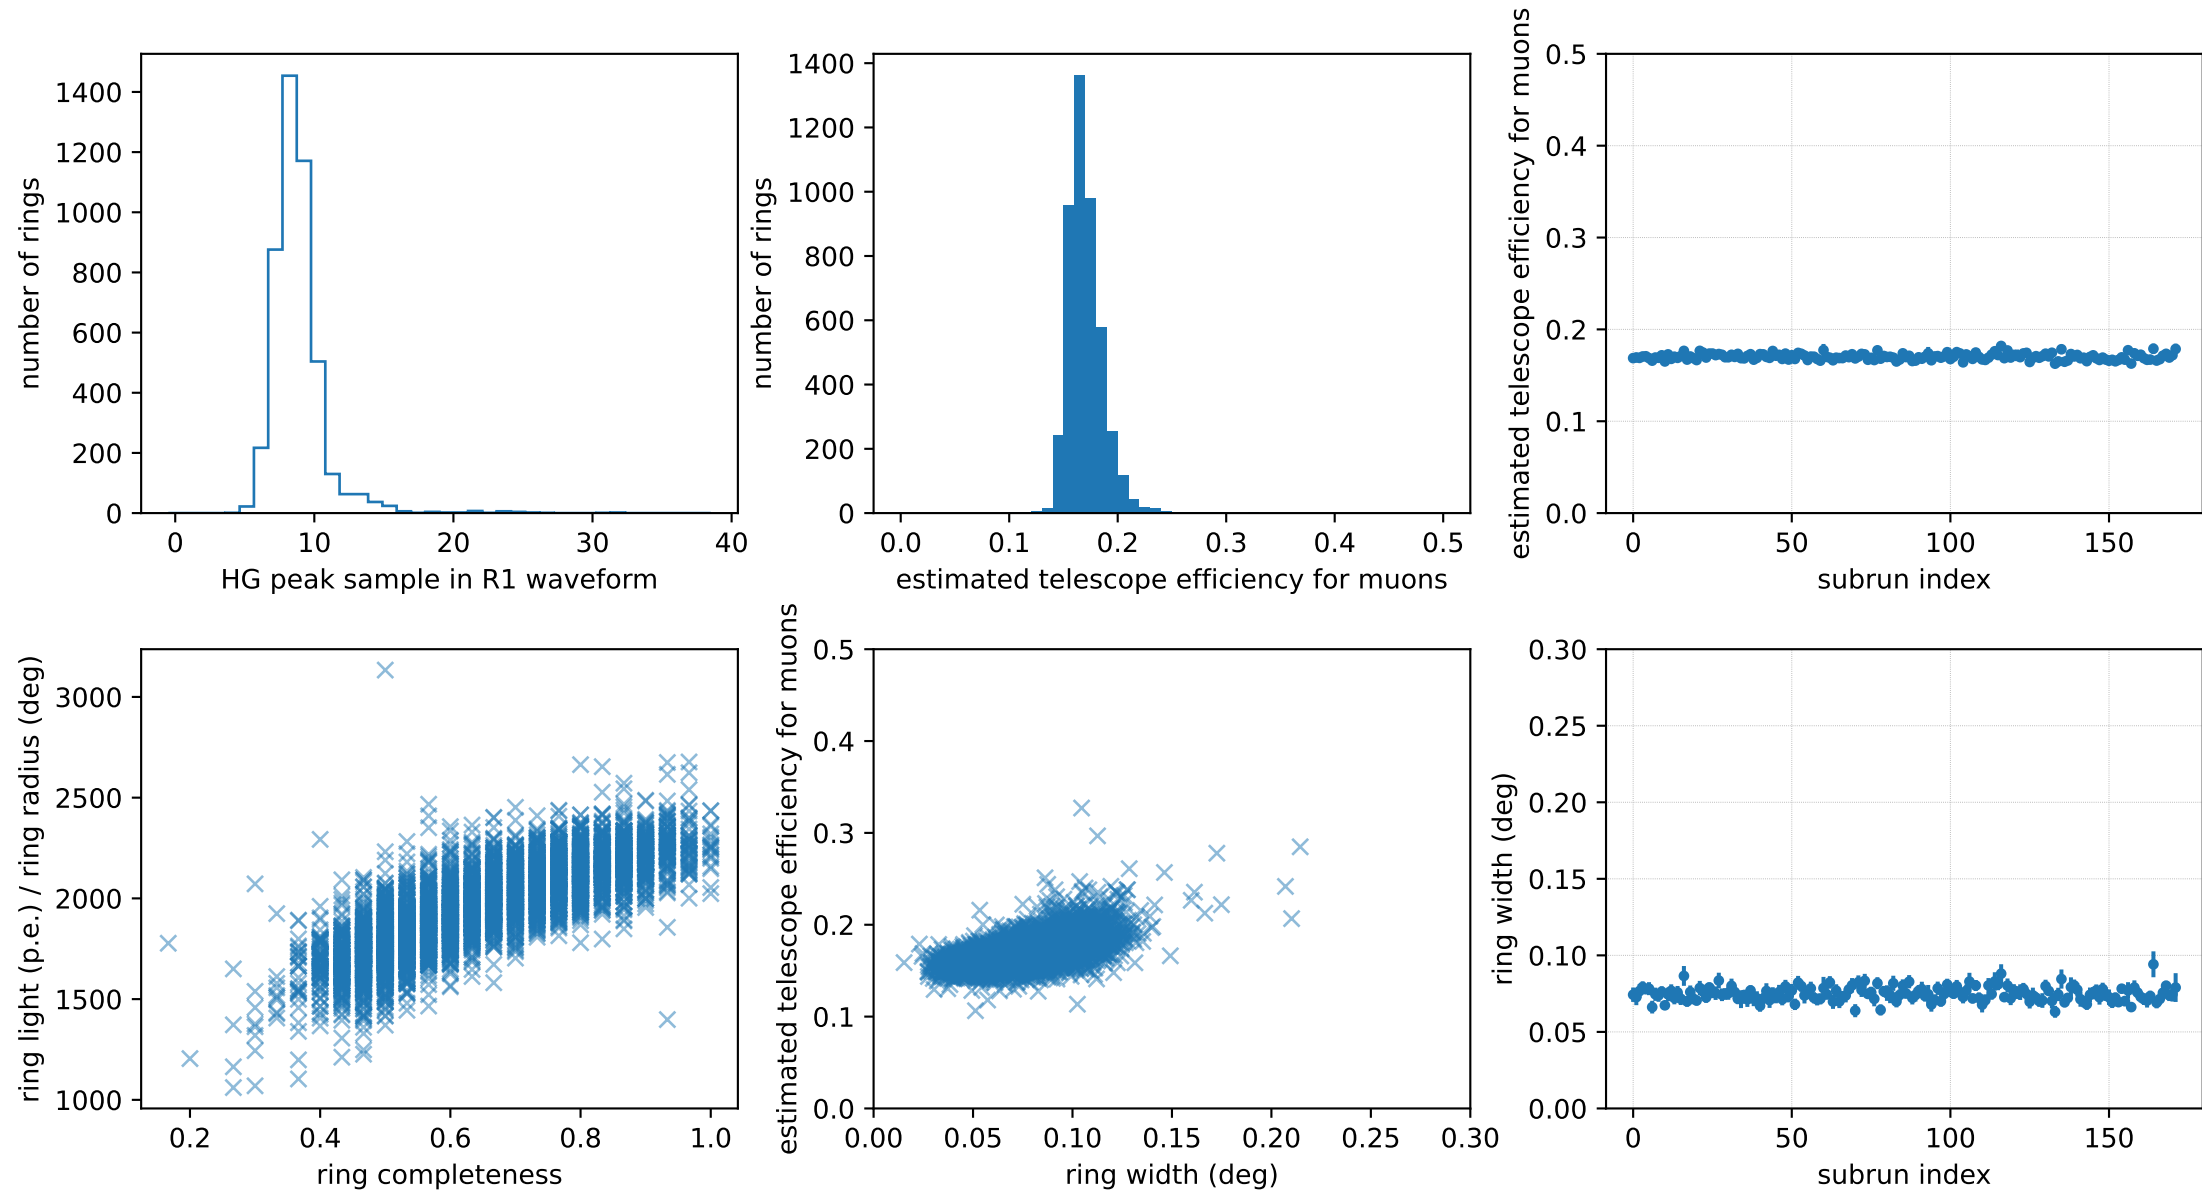 number of rings
1400
1200
1000
800
600
400
200
0
0 10 20 30 40
HG peak sample in R1 waveform
number of rings
1400
1200
1000
800
600
400
200
0
0.0 0.1 0.2 0.3 0.4 0.5
estimated telescope efficiency for muons
estimated telescope efficiency for muons
0.5
0.4
0.3
0.2
0.1
0.0
0 50 100 150
subrun index
ring light (p.e.) / ring radius (deg)
3000
2500
2000
1500
1000
0.2 0.4 0.6 0.8 1.0
ring completeness
estimated telescope efficiency for muons
0.5
0.4
0.3
0.2
0.1
0.0
0.00 0.05 0.10 0.15 0.20 0.25 0.30
ring width (deg)
ring width (deg)
0.30
0.25
0.20
0.15
0.10
0.05
0.00
0 50 100 150
subrun index